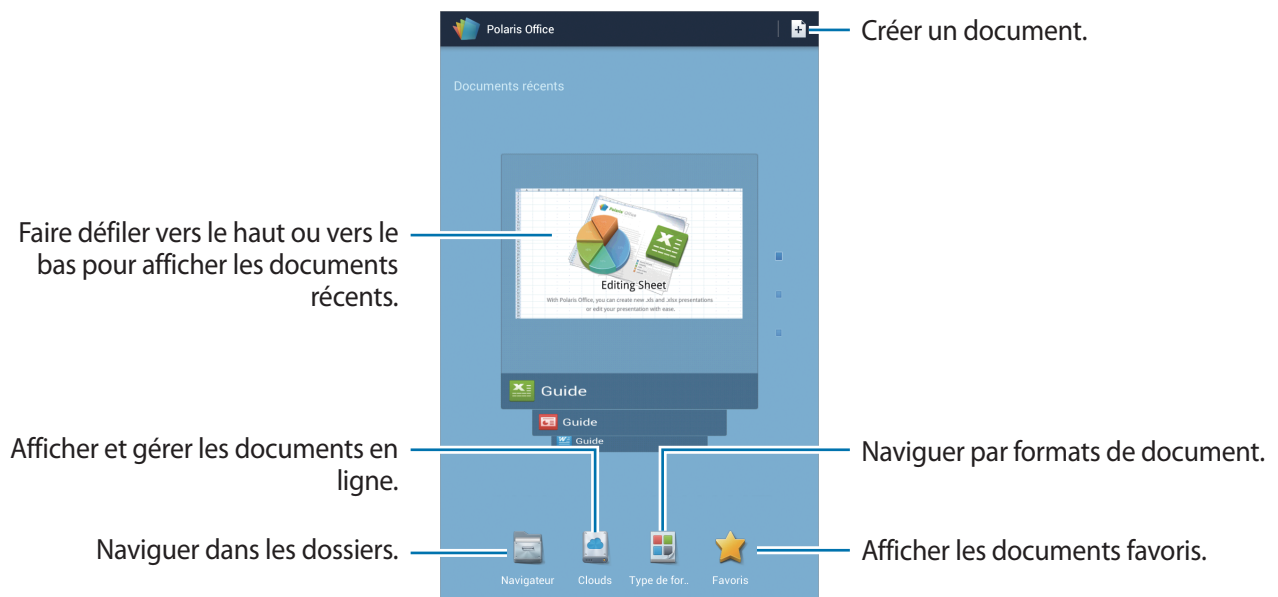 Polaris Office
Créer un document.
Documents récents
Faire défiler vers le haut ou vers le
bas pour afficher les documents
récents.
Polaris Office
Editing Sheet
With Polaris Office, you can create new .xls and .xlsx presentations
or edit your presentation with ease.
Guide
Guide
Guide
Afficher et gérer les documents en
ligne.
Naviguer par formats de document.
Naviguer dans les dossiers.
Afficher les documents favoris.
Navigateur
Clouds
Type de for..
Favoris